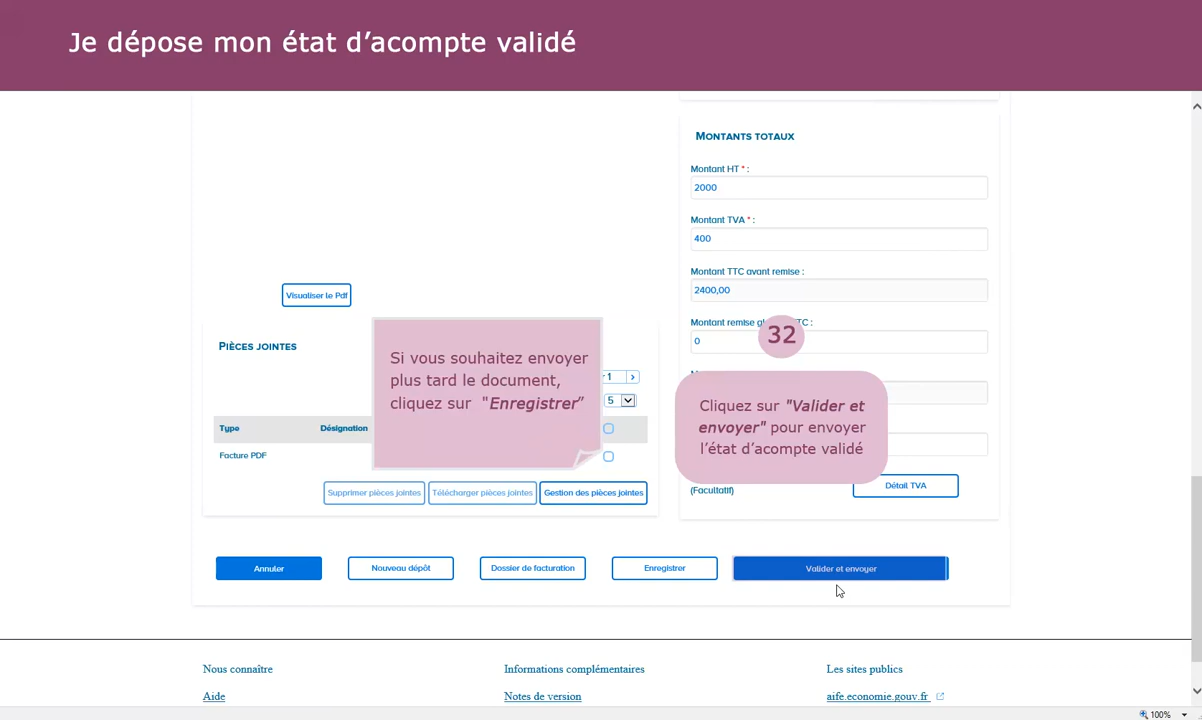 Je dépose mon état d’acompte validé
MONTANTS TOTAUX
Montant HT * :
2000
Montant TVA * :
400
Montant TTC avant remise :
2400,00
Montant remise TTC :
0
32
Visualiser le Pdf
PIÈCES JOINTES
1
5
Type Désignation
Facture PDF
Si vous souhaitez envoyer
plus tard le document,
cliquez sur "Enregistrer”
Cliquez sur "Valider et
envoyer" pour envoyer
l’état d’acompte validé
Supprimer pièces jointes Télécharger pièces jointes Gestion des pièces jointes
(Facultatif)
Détail TVA
Annuler Nouveau dépôt Dossier de facturation Enregistrer Valider et envoyer
Nous connaître Informations complémentaires Les sites publics
Aide Notes de version aife.economie.gouv.fr
100%